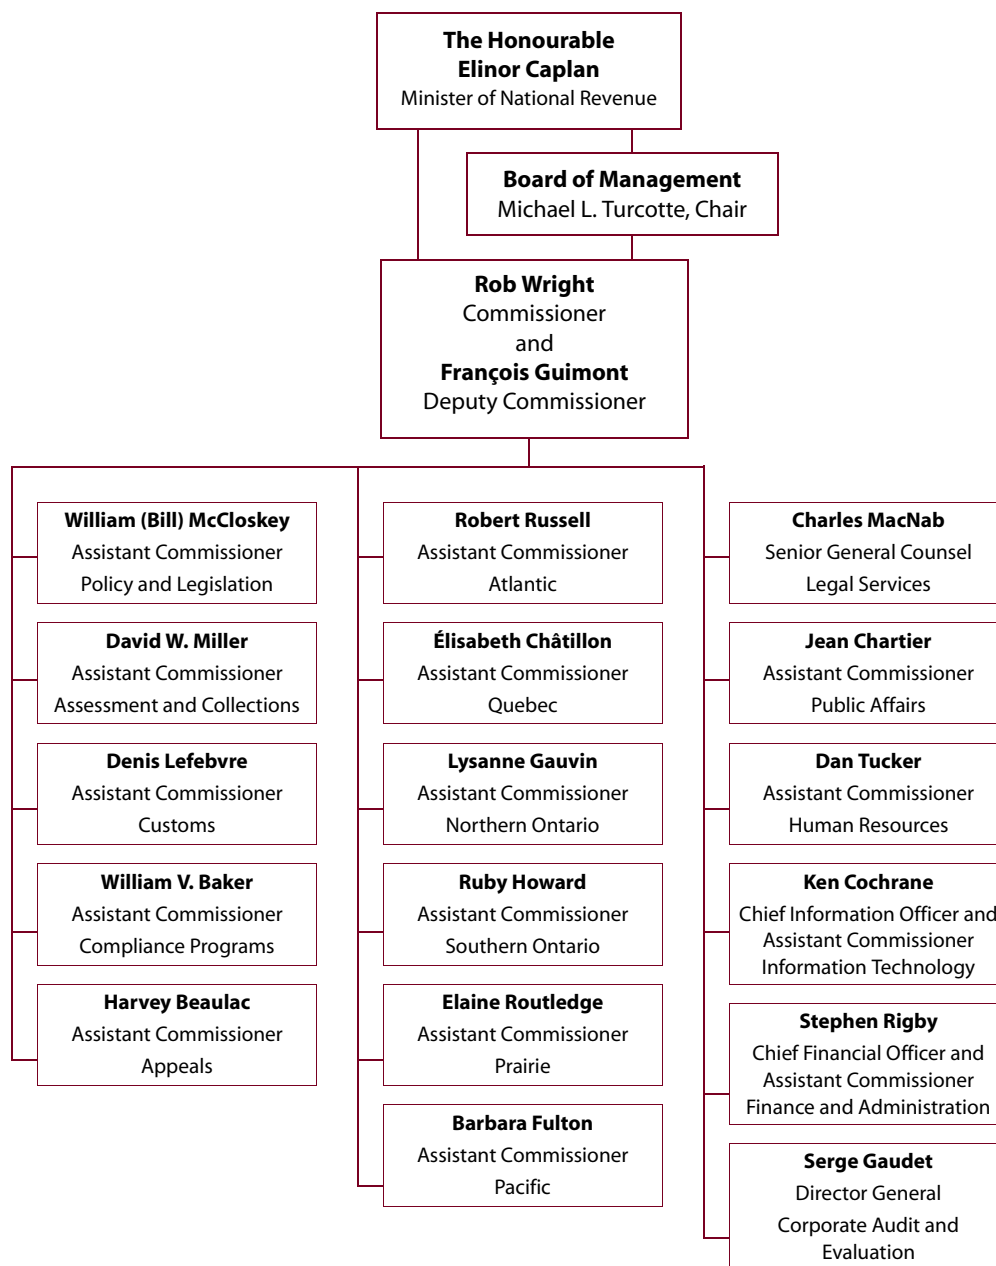 The Honourable
Elinor Caplan
Minister of National Revenue
Board of Management
Michael L. Turcotte, Chair
Rob Wright
Commissioner
and
François Guimont
Deputy Commissioner
William (Bill) McCloskey
Assistant Commissioner
Policy and Legislation
David W. Miller
Assistant Commissioner
Assessment and Collections
Denis Lefebvre
Assistant Commissioner
Customs
William V. Baker
Assistant Commissioner
Compliance Programs
Harvey Beaulac
Assistant Commissioner
Appeals
Robert Russell
Assistant Commissioner
Atlantic
Élisabeth Châtillon
Assistant Commissioner
Quebec
Lysanne Gauvin
Assistant Commissioner
Northern Ontario
Ruby Howard
Assistant Commissioner
Southern Ontario
Elaine Routledge
Assistant Commissioner
Prairie
Barbara Fulton
Assistant Commissioner
Pacific
Charles MacNab
Senior General Counsel
Legal Services
Jean Chartier
Assistant Commissioner
Public Affairs
Dan Tucker
Assistant Commissioner
Human Resources
Ken Cochrane
Chief Information Officer and
Assistant Commissioner
Information Technology
Stephen Rigby
Chief Financial Officer and
Assistant Commissioner
Finance and Administration
Serge Gaudet
Director General
Corporate Audit and
Evaluation